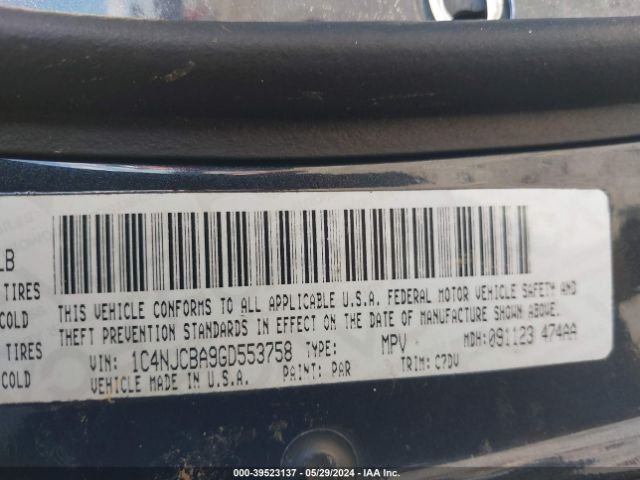 LB
THIS VEHICLE CONFORMS TO ALL APPLICABLE U.S.A. FEDERAL MOTOR VEHICLE SAFETY AND
TIRES
THEFT PREVENTION STANDARDS IN EFFECT ON THE DATE OF MANUFACTURE SHOWN ABOVE.
COLD
VIN: 1C4NJCBA9GD553758 TYPE: MPV MDH:091123 474AA
TIRES
VEHICLE MADE IN U.S.A. PAINT: PAR TRIM: C7DV
COLD
000-39523137 - 05/29/2024 - IAA Inc.